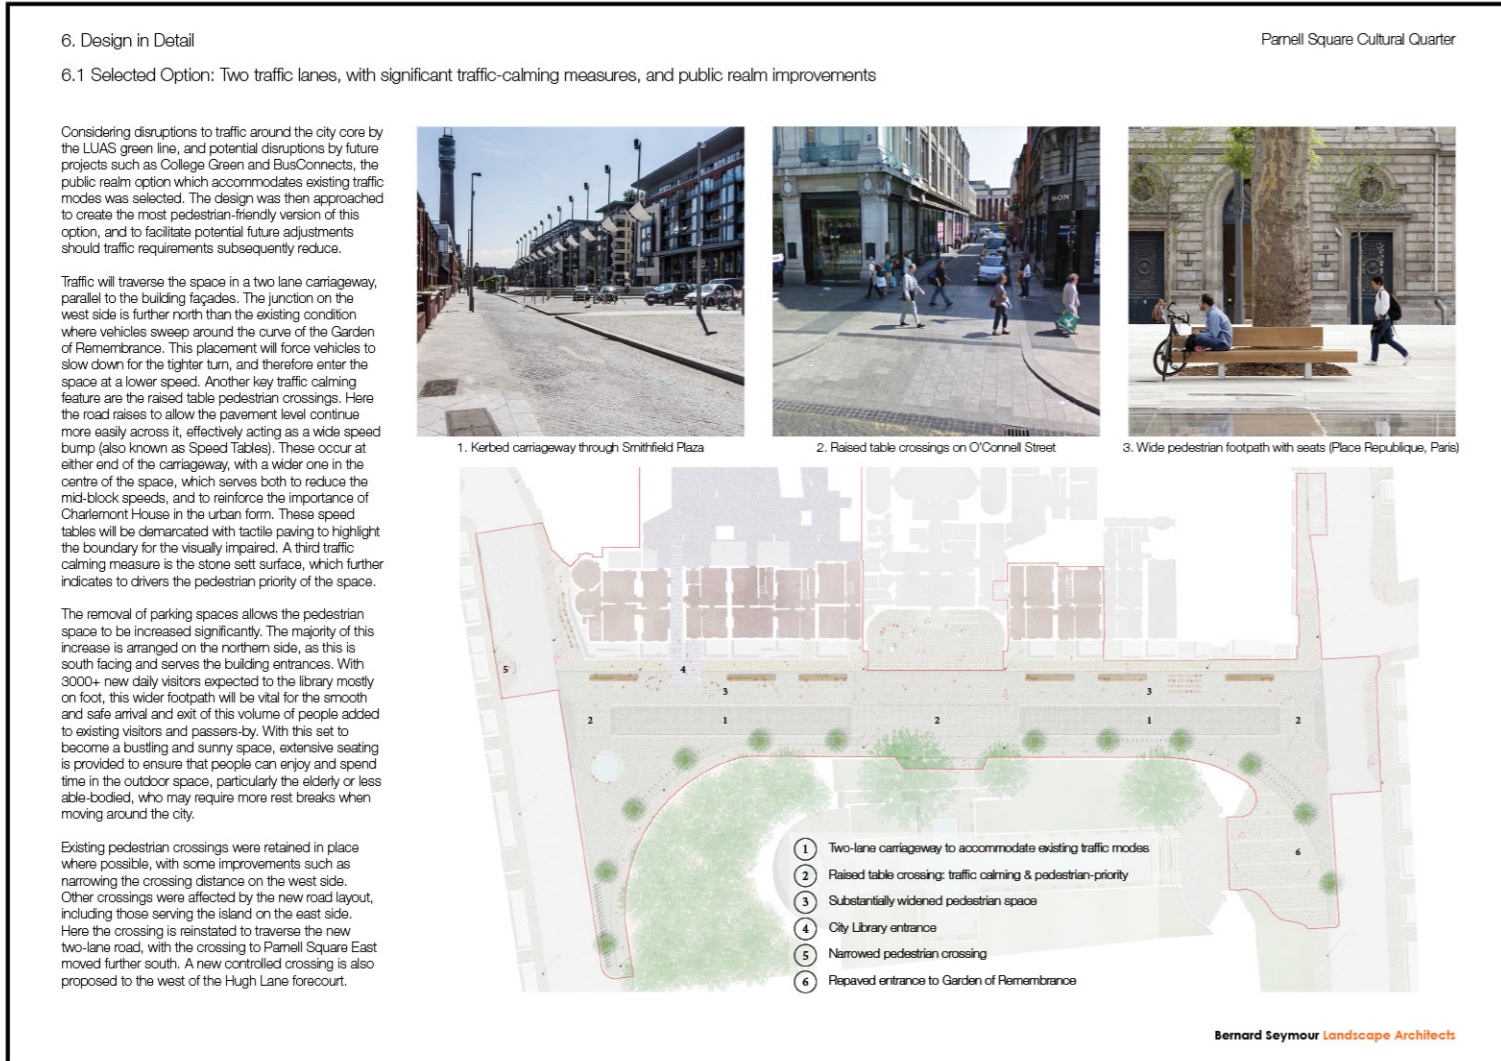 6. Design in Detail
Parnell Square Cultural Quarter
6.1 Selected Option: Two traffic lanes, with significant traffic-calming measures, and public realm improvements
Considering disruptions to traffic around the city core by
the LUAS green line, and potential disruptions by future
projects such as College Green and BusConnects, the
public realm option which accommodates existing traffic
modes was selected. The design was then approached
to create the most pedestrian-friendly version of this
option, and to facilitate potential future adjustments
should traffic requirements subsequently reduce.
Traffic will traverse the space in a two lane carriageway,
parallel to the building façades. The junction on the
west side is further north than the existing condition
where vehicles sweep around the curve of the Garden
of Remembrance. This placement will force vehicles to
slow down for the tighter turn, and therefore enter the
space at a lower speed. Another key traffic calming
feature are the raised table pedestrian crossings. Here
the road raises to allow the pavement level continue
more easily across it, effectively acting as a wide speed
bump (also known as Speed Tables). These occur at
either end of the carriageway, with a wider one in the
centre of the space, which serves both to reduce the
mid-block speeds, and to reinforce the importance of
Charlemont House in the urban form. These speed
tables will be demarcated with tactile paving to highlight
the boundary for the visually impaired. A third traffic
calming measure is the stone sett surface, which further
indicates to drivers the pedestrian priority of the space.
The removal of parking spaces allows the pedestrian
space to be increased significantly. The majority of this
increase is arranged on the northern side, as this is
south facing and serves the building entrances. With
3000+ new daily visitors expected to the library mostly
on foot, this wider footpath will be vital for the smooth
and safe arrival and exit of this volume of people added
to existing visitors and passers-by. With this set to
become a bustling and sunny space, extensive seating
is provided to ensure that people can enjoy and spend
time in the outdoor space, particularly the elderly or less
able-bodied, who may require more rest breaks when
moving around the city.
Existing pedestrian crossings were retained in place
where possible, with some improvements such as
narrowing the crossing distance on the west side.
Other crossings were affected by the new road layout,
including those serving the island on the east side.
Here the crossing is reinstated to traverse the new
two-lane road, with the crossing to Parnell Square East
moved further south. A new controlled crossing is also
proposed to the west of the Hugh Lane forecourt.
SONY
1. Kerbed carriageway through Smithfield Plaza
2. Raised table crossings on O'Connell Street
3. Wide pedestrian footpath with seats (Place Republique, Paris)
5
4
3
3
2
1
2
1
2
6
1 Two-lane carriageway to accommodate existing traffic modes
2 Raised table crossing: traffic calming & pedestrian-priority
3 Substantially widened pedestrian space
4 City Library entrance
5 Narrowed pedestrian crossing
6 Repaved entrance to Garden of Remembrance
Bernard Seymour Landscape Architects